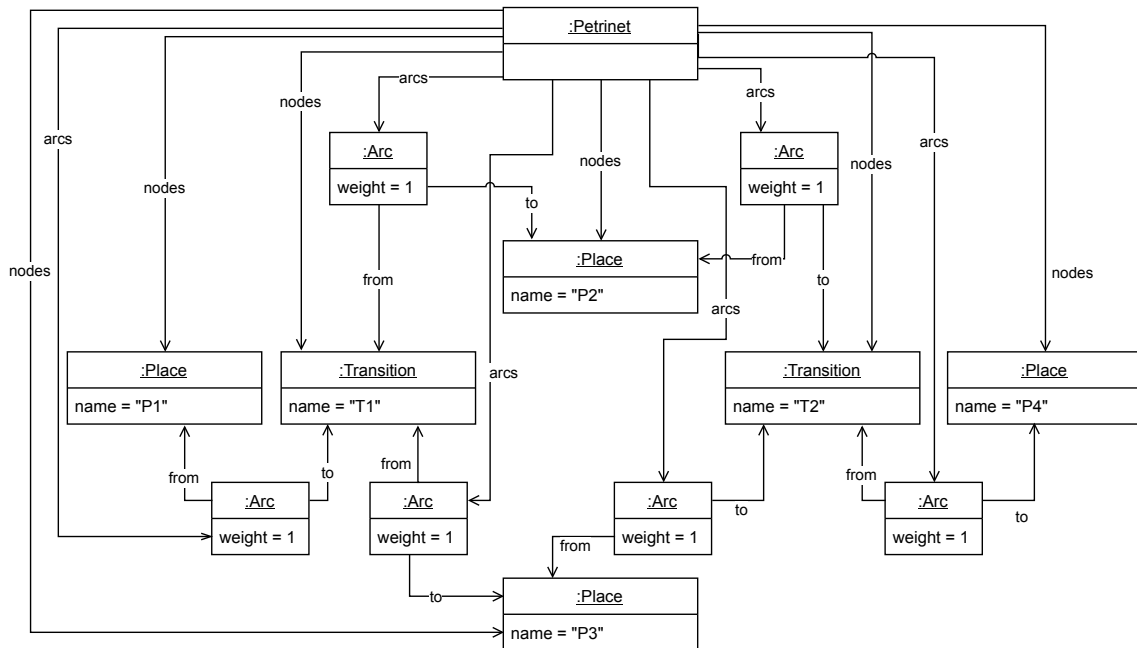 :Petrinet
arcs
nodes
arcs
:Arc
weight = 1
:Arc
weight = 1
arcs
arcs
nodes
nodes
nodes
to
:Place
name = "P2"
from
nodes
from
to
nodes
arcs
:Place
name = "P1"
:Transition
name = "T1"
arcs
:Transition
name = "T2"
:Place
name = "P4"
from
to
from
from
:Arc
weight = 1
:Arc
weight = 1
:Arc
weight = 1
to
:Arc
weight = 1
to
from
to
:Place
name = "P3"